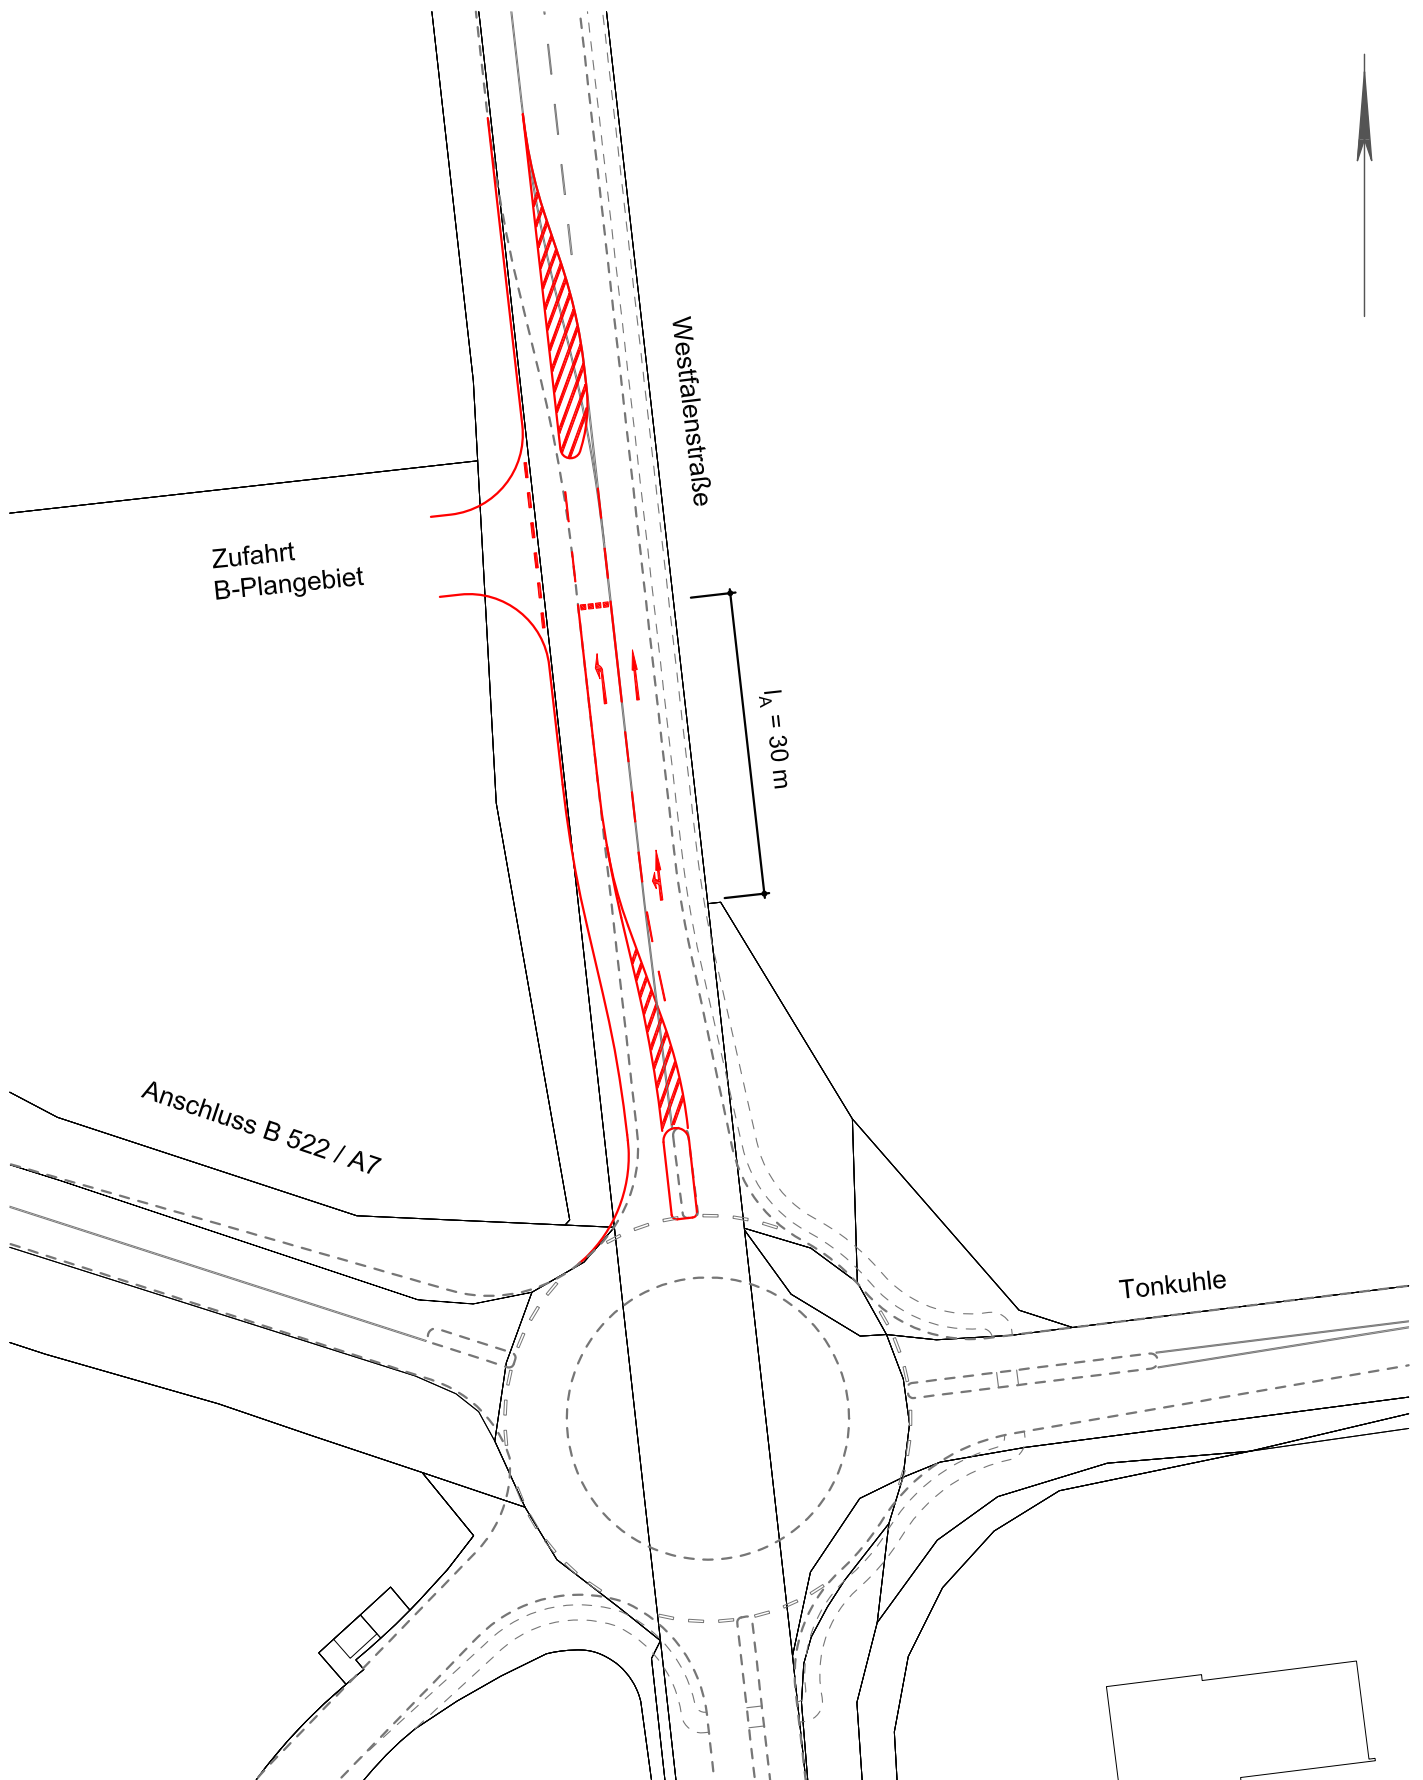 Westfalenstraße
Zufahrt
B-Plangebiet
lA = 30 m
Anschluss B 522 / A7
Tonkuhle